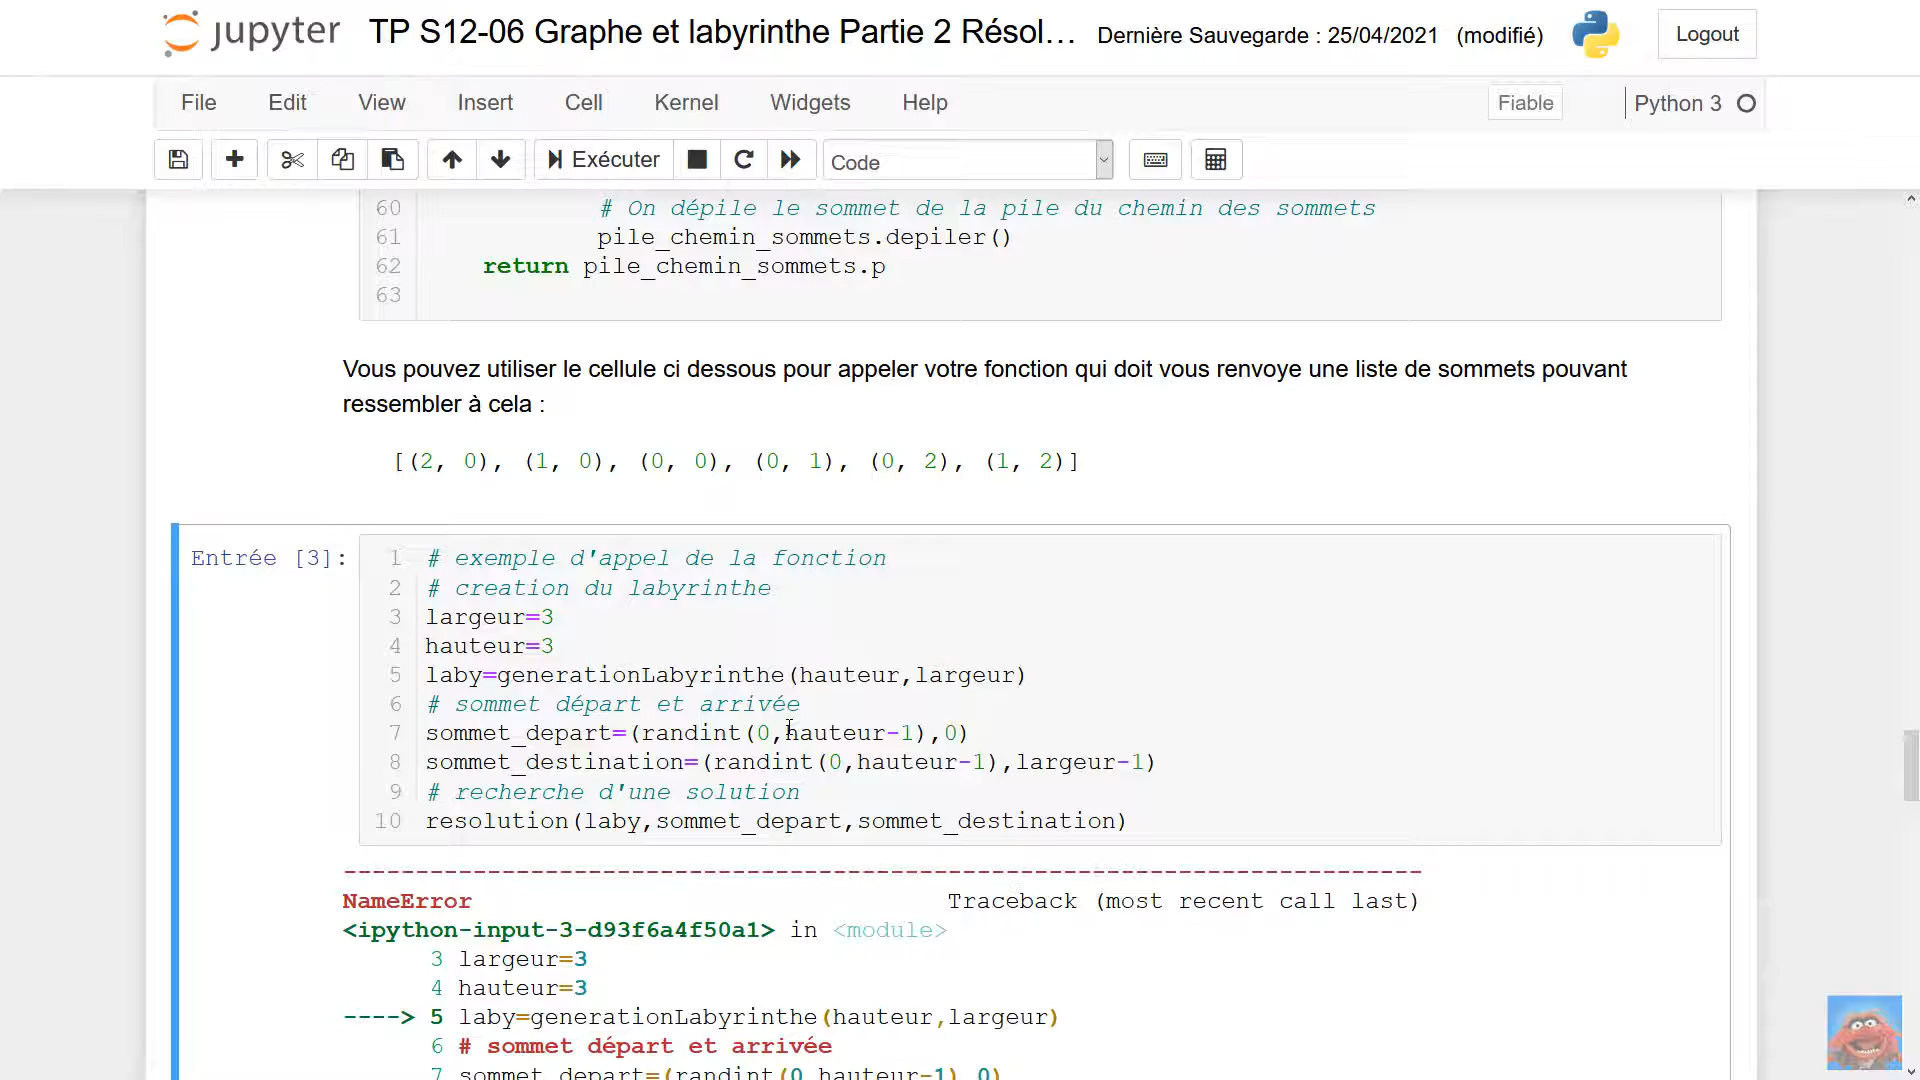 jupyter TP S12-06 Graphe et labyrinthe Partie 2 Résol... Dernière Sauvegarde : 25/04/2021 (modifié) Logout
File Edit View Insert Cell Kernel Widgets Help Fiable Python 3
Exécuter Code
60 # On dépile le sommet de la pile du chemin des sommets
61 pile_chemin_sommets.depiler()
62 return pile_chemin_sommets.p
63
Vous pouvez utiliser le cellule ci dessous pour appeler votre fonction qui doit vous renvoye une liste de sommets pouvant
ressembler à cela :
[(2, 0), (1, 0), (0, 0), (0, 1), (0, 2), (1, 2)]
Entrée [3]: 1 # exemple d'appel de la fonction
2 # creation du labyrinthe
3 largeur=3
4 hauteur=3
5 laby=generationLabyrinthe(hauteur,largeur)
6 # sommet départ et arrivée
7 sommet_depart=(randint(0,hauteur-1),0)
8 sommet_destination=(randint(0,hauteur-1),largeur-1)
9 # recherche d'une solution
10 resolution(laby,sommet_depart,sommet_destination)
---------------------------------------------------------------------------
NameError Traceback (most recent call last)
<ipython-input-3-d93f6a4f50a1> in <module>
3 largeur=3
4 hauteur=3
----> 5 laby=generationLabyrinthe(hauteur,largeur)
6 # sommet départ et arrivée
7 sommet_depart=(randint(0,hauteur-1),0)